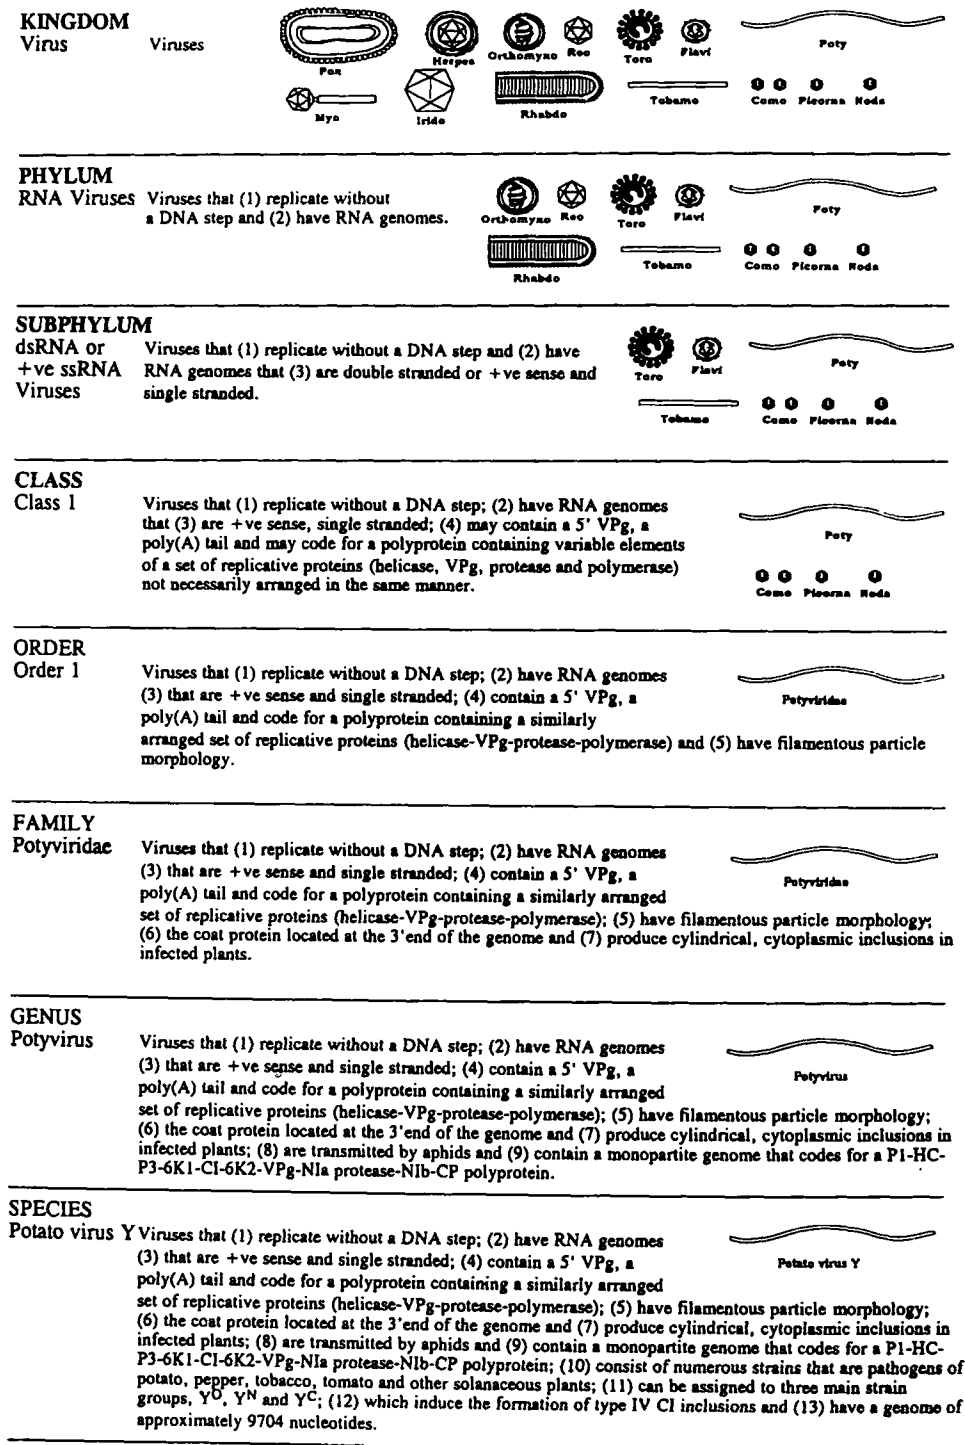 KINGDOM
Virus Viruses
Pox Herpes Orthomyxo Reo Toro Flavi Poty
Myo Irido Rhabdo Tobamo Como Picorna Noda
PHYLUM
RNA Viruses Viruses that (1) replicate without
a DNA step and (2) have RNA genomes.
Orthomyxo Reo Toro Flavi Poty
Rhabdo Tobamo Como Picorna Noda
SUBPHYLUM
dsRNA or Viruses that (1) replicate without a DNA step and (2) have
+ve ssRNA RNA genomes that (3) are double stranded or +ve sense and
Viruses single stranded.
Toro Flavi Poty
Tobamo Como Picorna Noda
CLASS
Class 1 Viruses that (1) replicate without a DNA step; (2) have RNA genomes
that (3) are +ve sense, single stranded; (4) may contain a 5' VPg, a
poly(A) tail and may code for a polyprotein containing variable elements
of a set of replicative proteins (helicase, VPg, protease and polymerase)
not necessarily arranged in the same manner.
Poty
Como Picorna Noda
ORDER
Order 1 Viruses that (1) replicate without a DNA step; (2) have RNA genomes
(3) that are +ve sense and single stranded; (4) contain a 5' VPg, a
poly(A) tail and code for a polyprotein containing a similarly
arranged set of replicative proteins (helicase-VPg-protease-polymerase) and (5) have filamentous particle
morphology.
Potyviridae
FAMILY
Potyviridae Viruses that (1) replicate without a DNA step; (2) have RNA genomes
(3) that are +ve sense and single stranded; (4) contain a 5' VPg, a
poly(A) tail and code for a polyprotein containing a similarly arranged
set of replicative proteins (helicase-VPg-protease-polymerase); (5) have filamentous particle morphology;
(6) the coat protein located at the 3'end of the genome and (7) produce cylindrical, cytoplasmic inclusions in
infected plants.
Potyviridae
GENUS
Potyvirus Viruses that (1) replicate without a DNA step; (2) have RNA genomes
(3) that are +ve sense and single stranded; (4) contain a 5' VPg, a
poly(A) tail and code for a polyprotein containing a similarly arranged
set of replicative proteins (helicase-VPg-protease-polymerase); (5) have filamentous particle morphology;
(6) the coat protein located at the 3'end of the genome and (7) produce cylindrical, cytoplasmic inclusions in
infected plants; (8) are transmitted by aphids and (9) contain a monopartite genome that codes for a P1-HC-
P3-6K1-CI-6K2-VPg-NIa protease-NIb-CP polyprotein.
Potyvirus
SPECIES
Potato virus Y Viruses that (1) replicate without a DNA step; (2) have RNA genomes
(3) that are +ve sense and single stranded; (4) contain a 5' VPg, a
poly(A) tail and code for a polyprotein containing a similarly arranged
set of replicative proteins (helicase-VPg-protease-polymerase); (5) have filamentous particle morphology;
(6) the coat protein located at the 3'end of the genome and (7) produce cylindrical, cytoplasmic inclusions in
infected plants; (8) are transmitted by aphids and (9) contain a monopartite genome that codes for a P1-HC-
P3-6K1-CI-6K2-VPg-NIa protease-NIb-CP polyprotein; (10) consist of numerous strains that are pathogens of
potato, pepper, tobacco, tomato and other solanaceous plants; (11) can be assigned to three main strain
groups, Y^O, Y^N and Y^C; (12) which induce the formation of type IV CI inclusions and (13) have a genome of
approximately 9704 nucleotides.
Potato virus Y